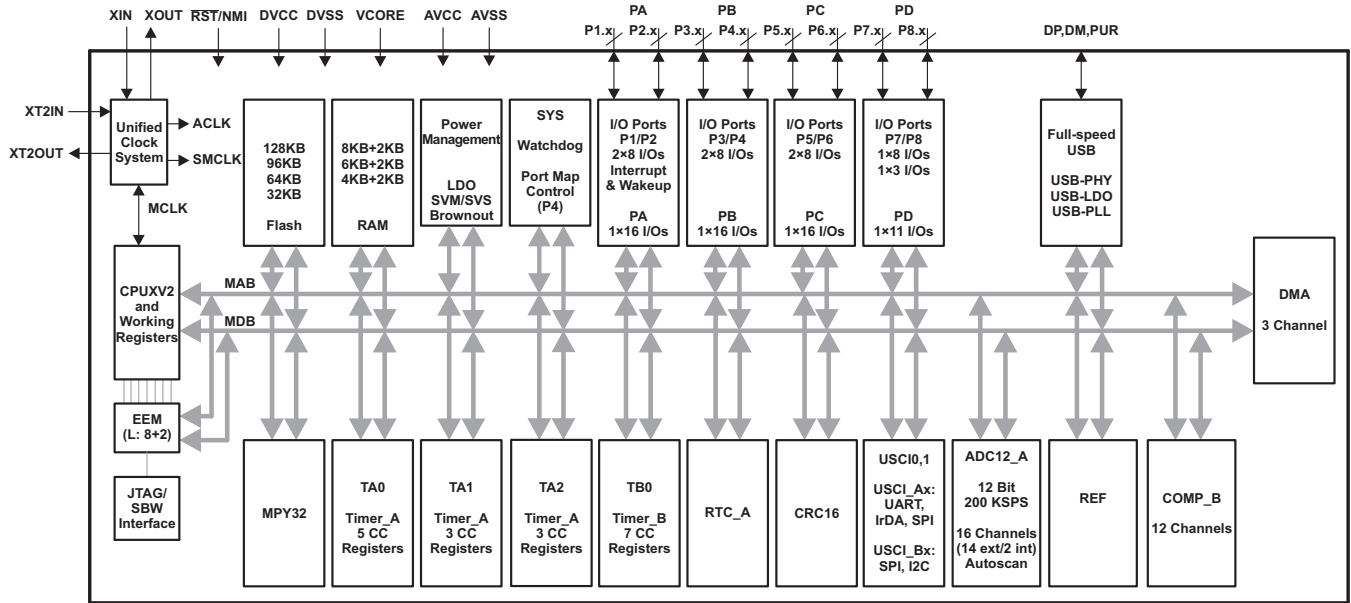 XIN
XOUT
RST/NMI
DVCC
DVSS
VCORE
AVCC
AVSS
PA
P1.x
P2.x
PB
P3.x
P4.x
PC
P5.x
P6.x
PD
P7.x
P8.x
DP,DM,PUR
XT2IN
XT2OUT
Unified
Clock
System
ACLK
SMCLK
MCLK
128KB
96KB
64KB
32KB
Flash
8KB+2KB
6KB+2KB
4KB+2KB
RAM
Power
Management
LDO
SVM/SVS
Brownout
SYS
Watchdog
Port Map
Control
(P4)
I/O Ports
P1/P2
2×8 I/Os
Interrupt
& Wakeup
PA
1×16 I/Os
I/O Ports
P3/P4
2×8 I/Os
PB
1×16 I/Os
I/O Ports
P5/P6
2×8 I/Os
PC
1×16 I/Os
I/O Ports
P7/P8
1×8 I/Os
1×3 I/Os
PD
1×11 I/Os
Full-speed
USB
USB-PHY
USB-LDO
USB-PLL
CPUXV2
and
Working
Registers
MAB
MDB
DMA
3 Channel
EEM
(L: 8+2)
JTAG/
SBW
Interface
MPY32
TA0
Timer_A
5 CC
Registers
TA1
Timer_A
3 CC
Registers
TA2
Timer_A
3 CC
Registers
TB0
Timer_B
7 CC
Registers
RTC_A
CRC16
USCI0,1
USCI_Ax:
UART,
IrDA, SPI
USCI_Bx:
SPI, I2C
ADC12_A
12 Bit
200 KSPS
16 Channels
(14 ext/2 int)
Autoscan
REF
COMP_B
12 Channels